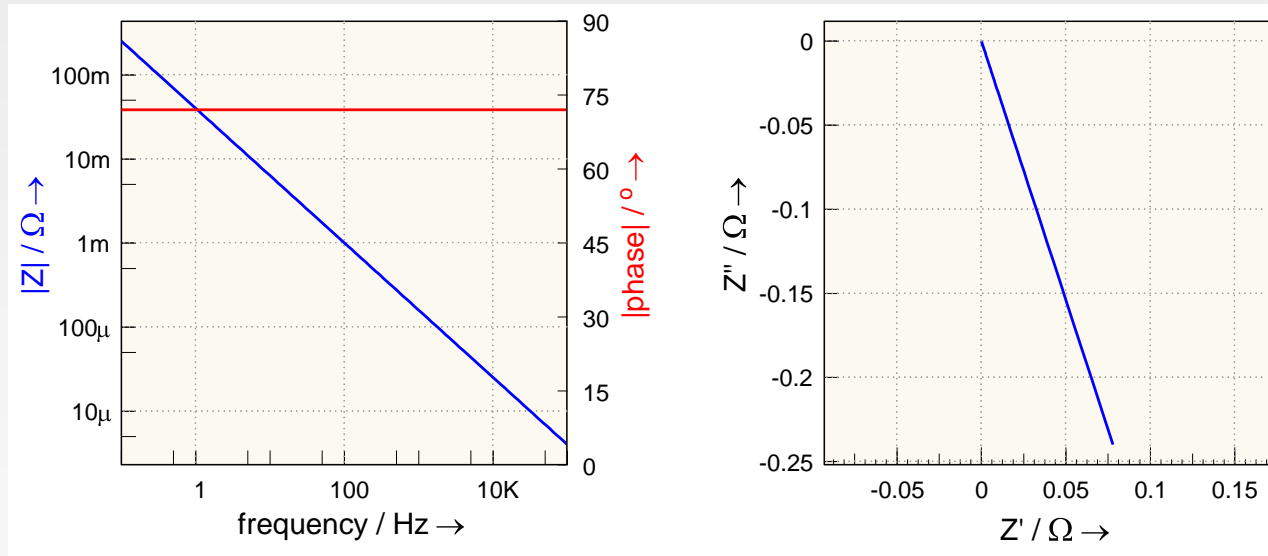 |Z| / Ω →
100m
10m
1m
100μ
10μ
1
100
10K
frequency / Hz →
90
75
60
45
30
15
0
|phase| / º →
Z'' / Ω →
0
-0.05
-0.1
-0.15
-0.2
-0.25
-0.05
0
0.05
0.1
0.15
Z' / Ω →